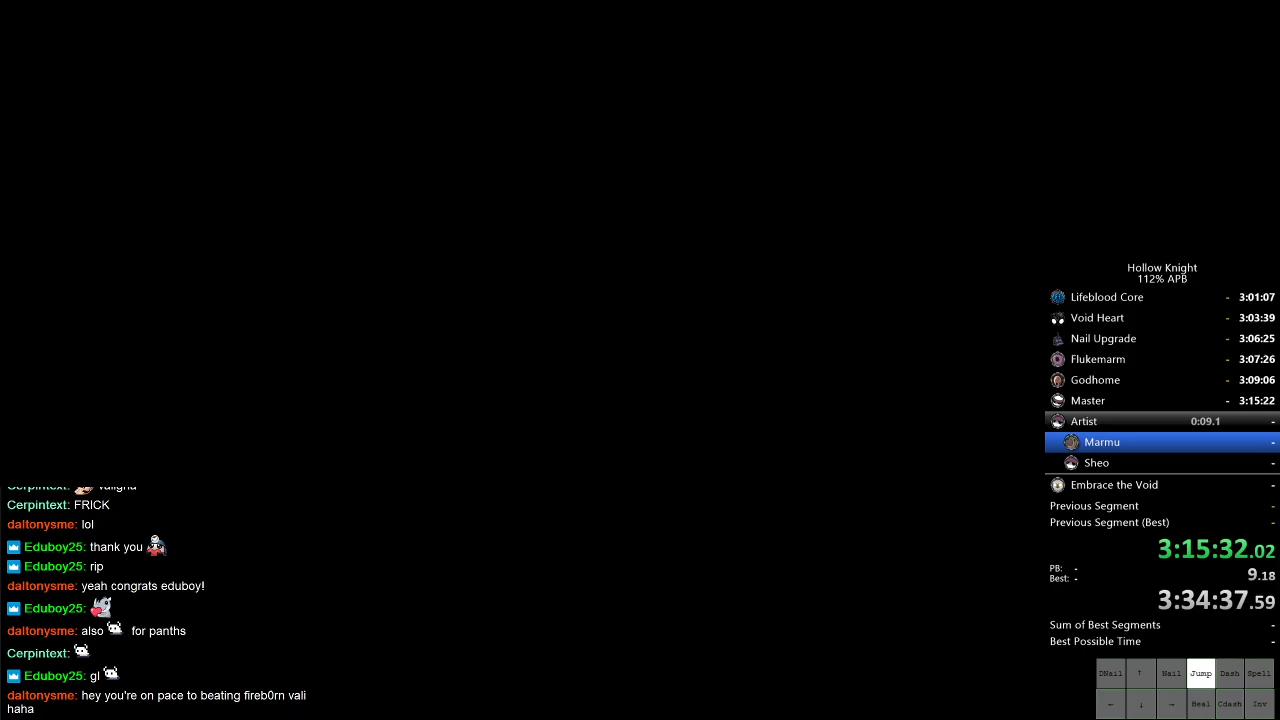 Hollow Knight
112% APB
Lifeblood Core - 3:01:07
Void Heart - 3:03:39
Nail Upgrade - 3:06:25
Flukemarm - 3:07:26
Godhome - 3:09:06
Master - 3:15:22
Artist 0:09.1 -
Marmu -
Sheo -
Embrace the Void -
Previous Segment -
Previous Segment (Best) -
3:15:32.02
PB: -
Best: -
9.18
3:34:37.59
Sum of Best Segments -
Best Possible Time -
DNail ↑ Nail Jump Dash Spell
← ↓ → Heal Cdash Inv
Cerpintext:
Cerpintext: FRICK
daltonysme: lol
Eduboy25: thank you
Eduboy25: rip
daltonysme: yeah congrats eduboy!
Eduboy25:
daltonysme: also for panths
Cerpintext:
Eduboy25: gl
daltonysme: hey you're on pace to beating fireb0rn vali
haha